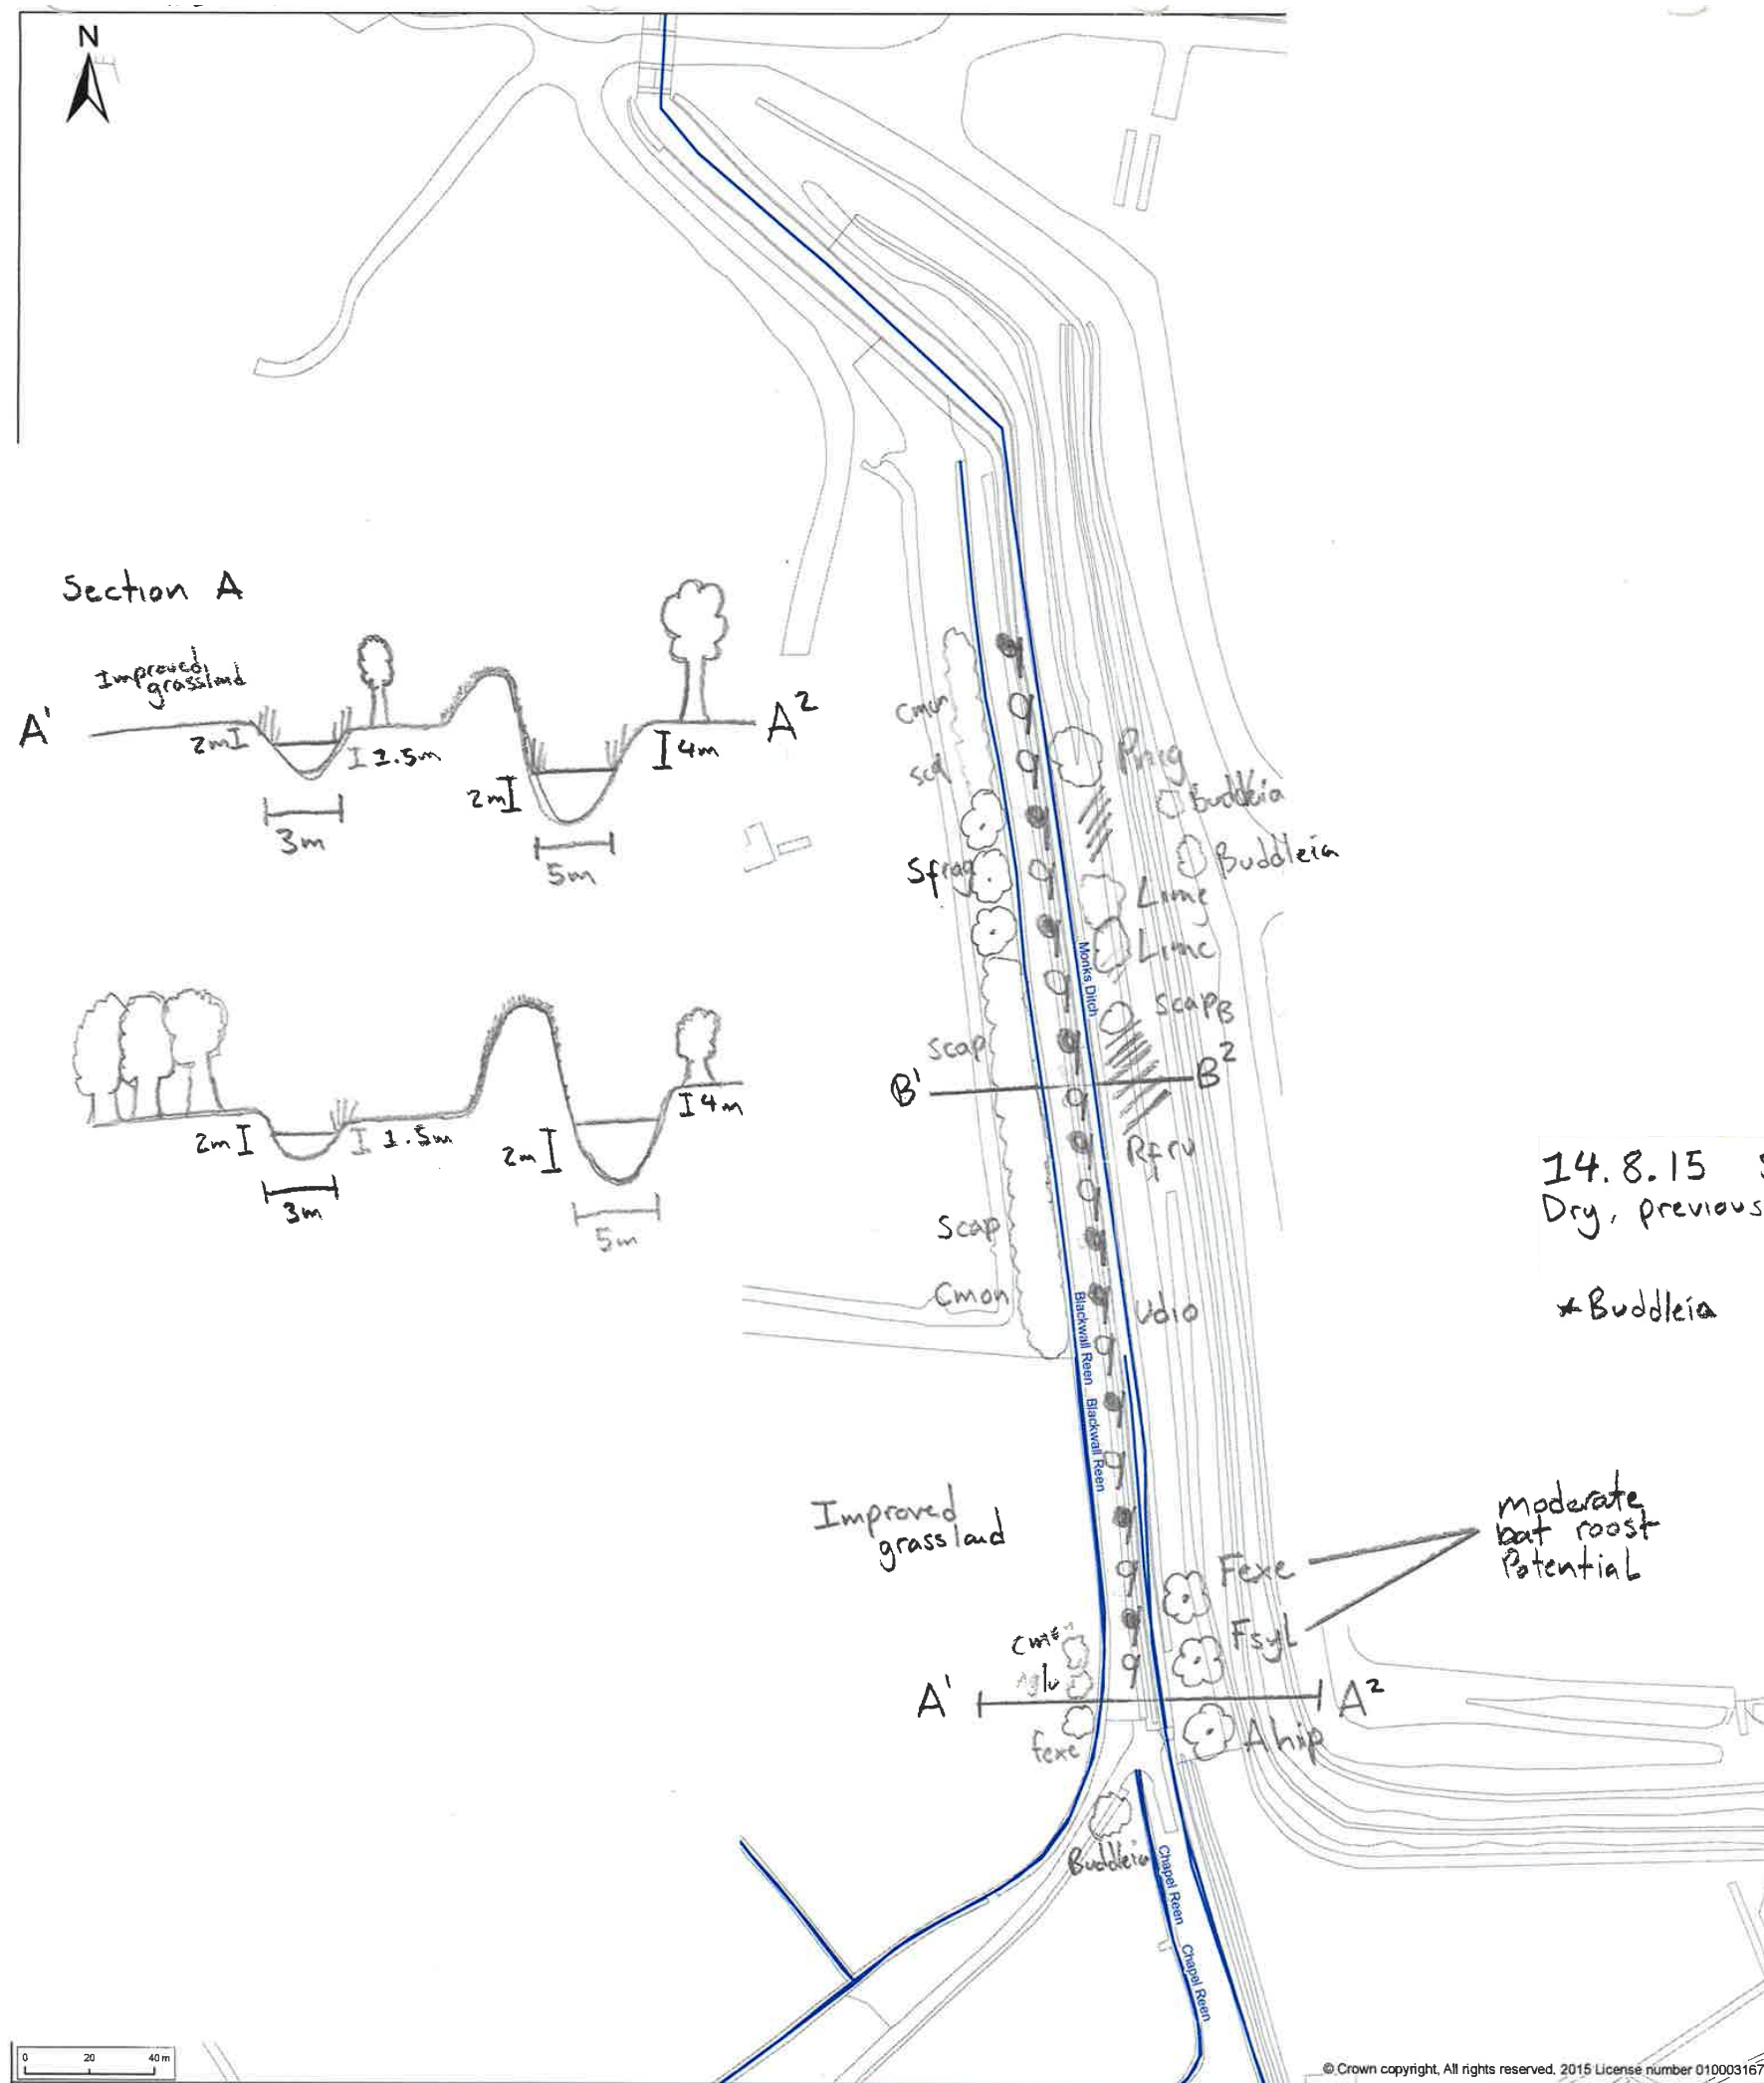 N
Section A
Improved
grassland
A1
A2
2m
1.5m
4m
2m
3m
5m
2m
1.5m
4m
2m
3m
5m
Cmon
Buddleia
Sfrag
Buddleia
Lime
Lime
Monks Ditch
Scap
B1
B2
Rfru
14.8.15
Dry, previous
Scap
Cmon
Udio
*Buddleia
Blackwall Reen
Blackwall Reen
Improved
grassland
moderate
bat roost
Potential
Fexe
Fsyl
A1
A2
fexe
Ahip
Buddleia
Chapel Reen
Chapel Reen
0 20 40 m
© Crown copyright, All rights reserved. 2015 License number 010003167